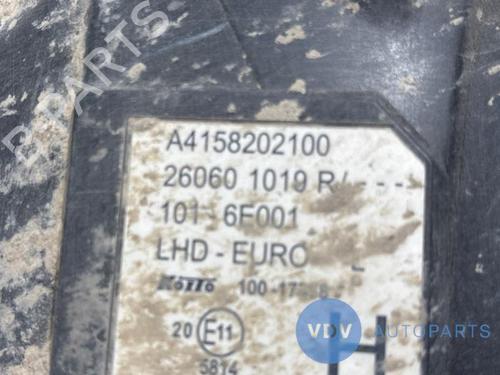 B PARTS
A4158202100
26060 1019 R/---
101-6F001
LHD - EURO
KOITO 100-17
20 E11
5814
H
VDV AUTOPARTS